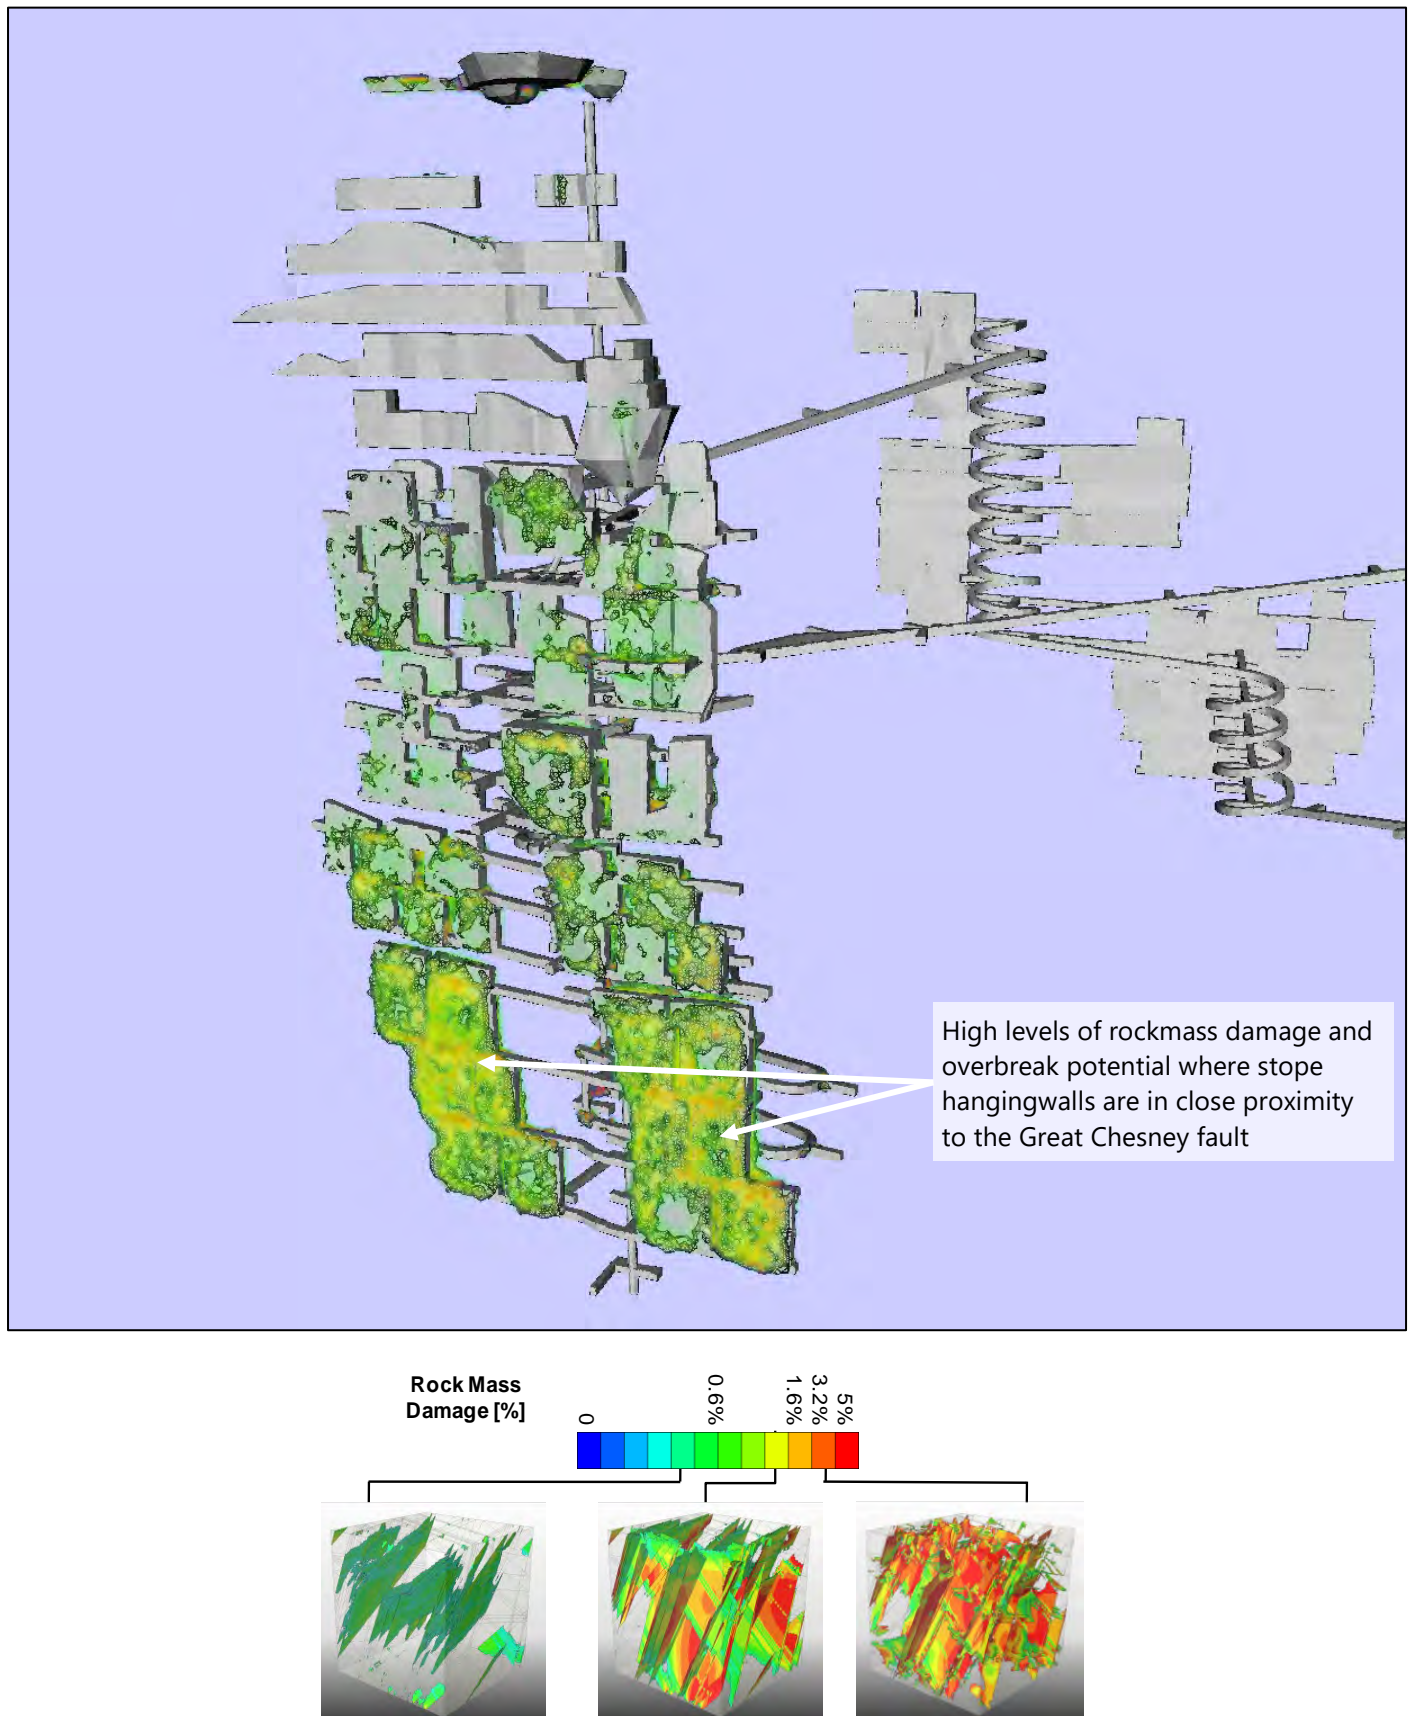 High levels of rockmass damage and
overbreak potential where stope
hangingwalls are in close proximity
to the Great Chesney fault
Rock Mass
Damage [%]
0
0.6%
1.6%
3.2%
5%